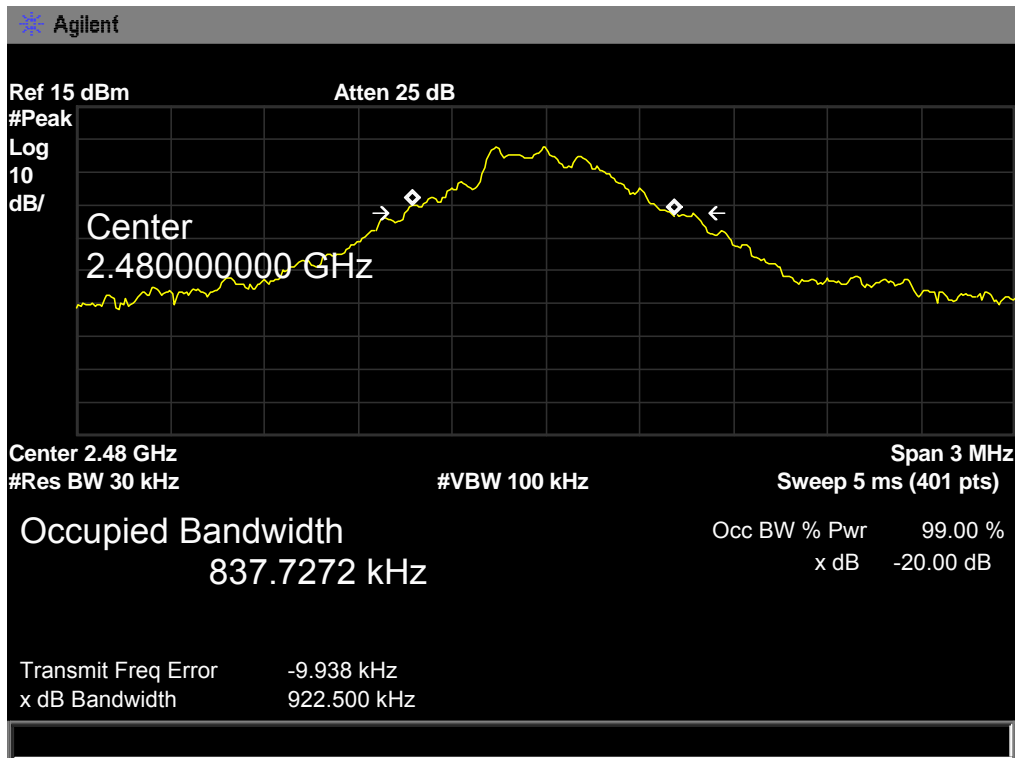 Agilent
Ref 15 dBm Atten 25 dB
#Peak
Log
10
dB/
Center
2.480000000 GHz
Center 2.48 GHz Span 3 MHz
#Res BW 30 kHz #VBW 100 kHz Sweep 5 ms (401 pts)
Occupied Bandwidth Occ BW % Pwr 99.00 %
837.7272 kHz x dB -20.00 dB
Transmit Freq Error -9.938 kHz
x dB Bandwidth 922.500 kHz